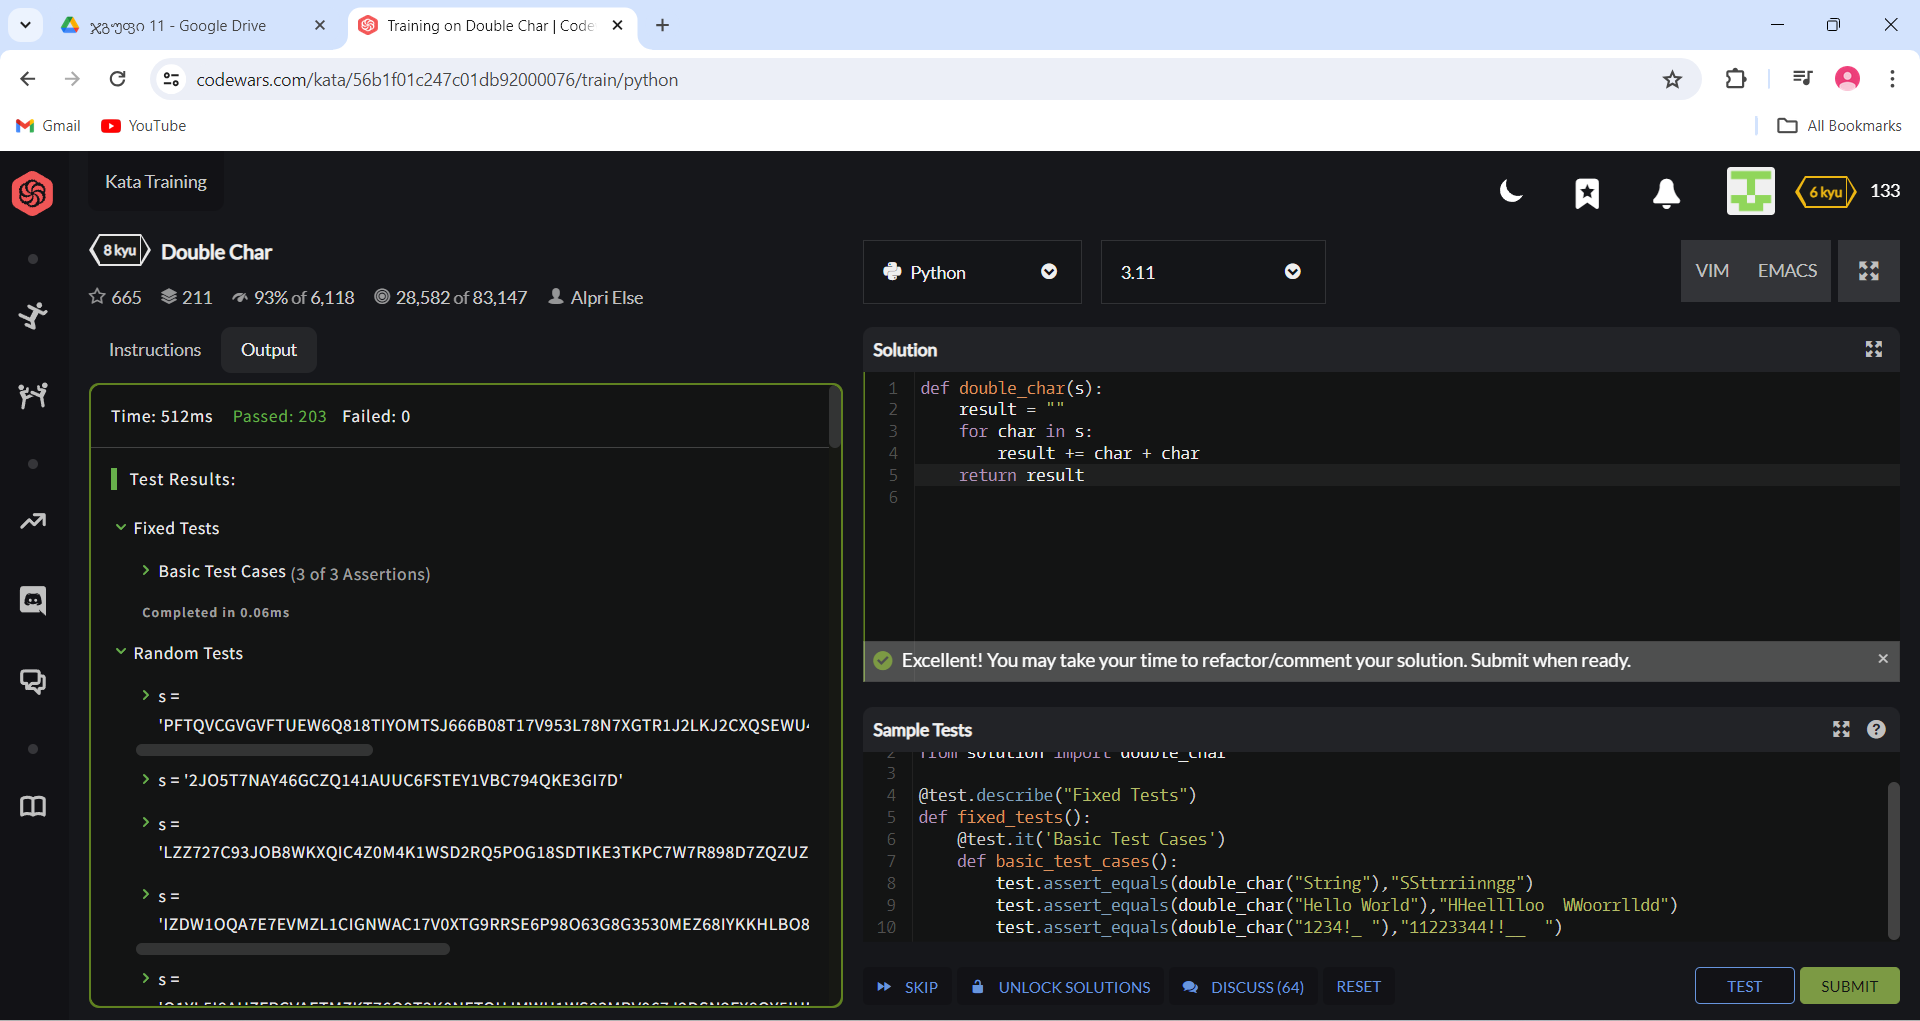 ჯგუფი 11 - Google Drive
Training on Double Char | Code
codewars.com/kata/56b1f01c247c01db92000076/train/python
Gmail
YouTube
All Bookmarks
Kata Training
6 kyu
133
8 kyu
Double Char
665
211
93% of 6,118
28,582 of 83,147
Alpri Else
Python
3.11
VIM
EMACS
Instructions
Output
Time: 512ms Passed: 203 Failed: 0
Test Results:
Fixed Tests
Basic Test Cases (3 of 3 Assertions)
Completed in 0.06ms
Random Tests
s =
'PFTQVCGVGVFTUEW6Q818TIYOMTSJ666B08T17V953L78N7XGTR1J2LKJ2CXQSEWU4
s = '2JO5T7NAY46GCZQ141AUUC6FSTEY1VBC794QKE3GI7D'
s =
'LZZ727C93JOB8WKXQIC4Z0M4K1WSD2RQ5POG18SDTIKE3TKPC7W7R898D7ZQZUZ
s =
'IZDW1OQA7E7EVMZL1CIGNWAC17V0XTG9RRSE6P98O63G8G3530MEZ68IYKKHLBO8
s =
Solution
1 def double_char(s):
2 result = ""
3 for char in s:
4 result += char + char
5 return result
6
Excellent! You may take your time to refactor/comment your solution. Submit when ready.
Sample Tests
2 from solution import double_char
3
4 @test.describe("Fixed Tests")
5 def fixed_tests():
6 @test.it('Basic Test Cases')
7 def basic_test_cases():
8 test.assert_equals(double_char("String"),"SSttrriinngg")
9 test.assert_equals(double_char("Hello World"),"HHeelllloo  WWoorrlldd")
10 test.assert_equals(double_char("1234!_ "),"11223344!!__  ")
SKIP
UNLOCK SOLUTIONS
DISCUSS (64)
RESET
TEST
SUBMIT